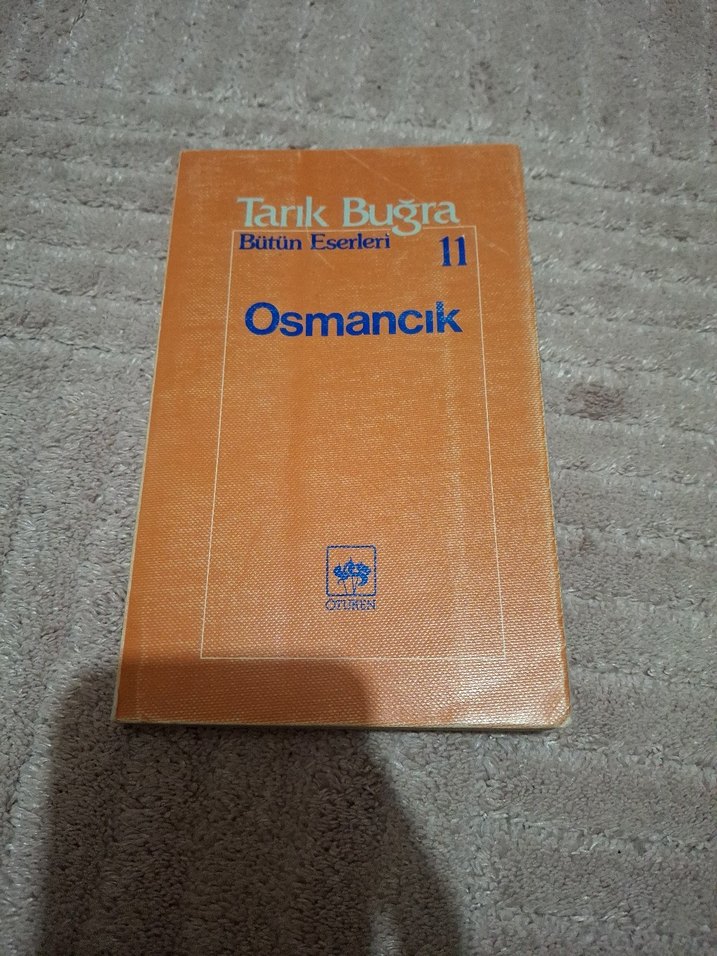 Tarık Buğra
Bütün Eserleri 11
Osmancık
ÖTÜKEN